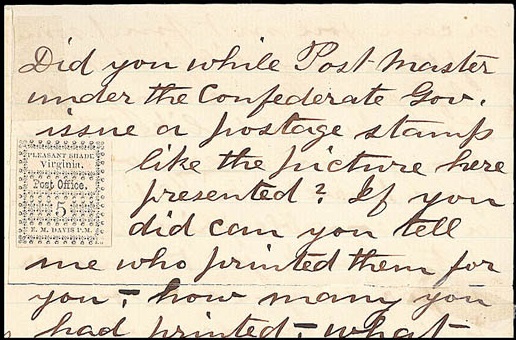 Did you while Post Master
under the Confederate Gov.
issue a postage stamp
like the picture here
presented? If you
did can you tell
me who printed them for
you, – how many you
had printed – what
PLEASANT SHADE,
Virginia.
Post Office.
5
R. E. DAVIS P.M.